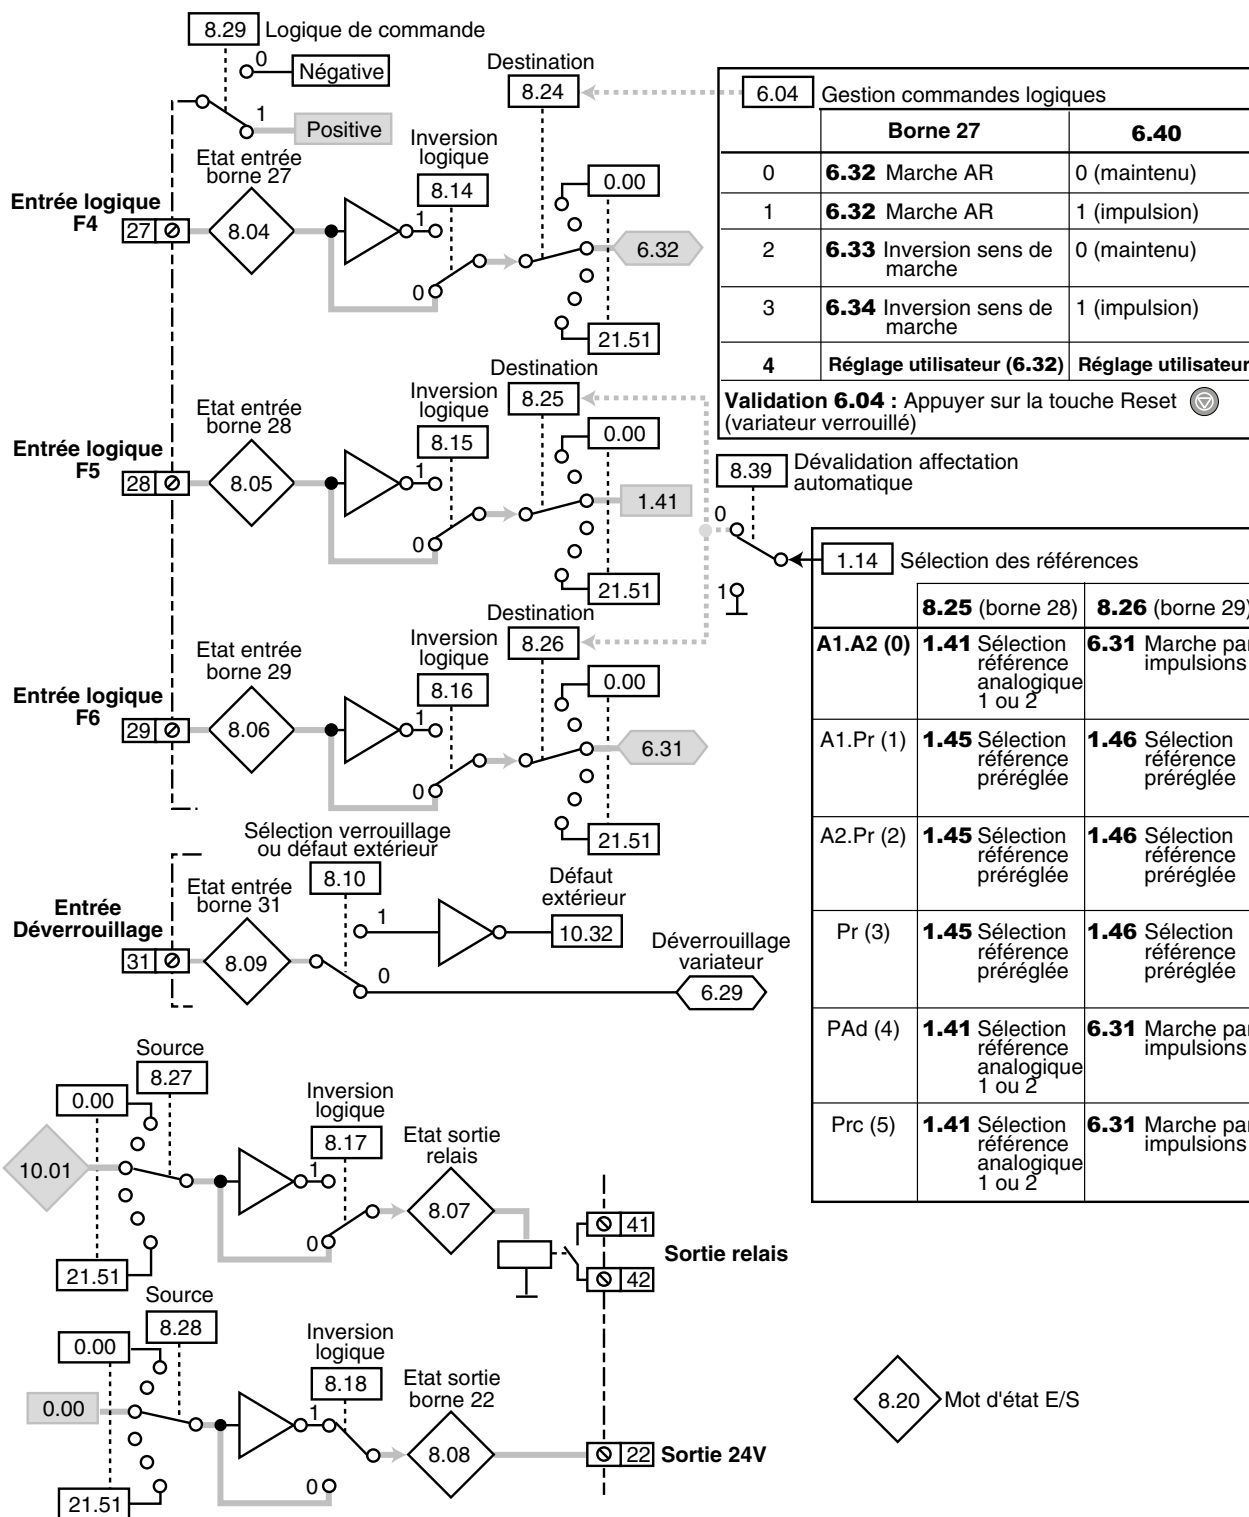 8.29 Logique de commande
0
Négative
1
Positive
Destination
8.24
Etat entrée
borne 27
Inversion
logique
8.14
0.00
Entrée logique
F4
27
8.04
1
6.32
0
21.51
Destination
8.25
Etat entrée
borne 28
Inversion
logique
8.15
0.00
Entrée logique
F5
28
8.05
1
1.41
0
21.51
Destination
8.26
Etat entrée
borne 29
Inversion
logique
8.16
0.00
Entrée logique
F6
29
8.06
1
6.31
0
21.51
Sélection verrouillage
ou défaut extérieur
8.10
Etat entrée
borne 31
Entrée
Déverrouillage
31
8.09
1
0
Défaut
extérieur
10.32
Déverrouillage
variateur
6.29
Source
8.27
0.00
10.01
21.51
Inversion
logique
8.17
1
0
Etat sortie
relais
8.07
41
42
Sortie relais
Source
8.28
0.00
0.00
21.51
Inversion
logique
8.18
1
0
Etat sortie
borne 22
8.08
22
Sortie 24V
6.04 Gestion commandes logiques
Borne 27 6.40
0 6.32 Marche AR 0 (maintenu)
1 6.32 Marche AR 1 (impulsion)
2 6.33 Inversion sens de 0 (maintenu)
marche
3 6.34 Inversion sens de 1 (impulsion)
marche
4 Réglage utilisateur (6.32) Réglage utilisateur
Validation 6.04 : Appuyer sur la touche Reset
(variateur verrouillé)
8.39 Dévalidation affectation
automatique
0
1
1.14 Sélection des références
8.25 (borne 28) 8.26 (borne 29)
A1.A2 (0) 1.41 Sélection 6.31 Marche par
référence impulsions
analogique
1 ou 2
A1.Pr (1) 1.45 Sélection 1.46 Sélection
référence référence
préréglée préréglée
A2.Pr (2) 1.45 Sélection 1.46 Sélection
référence référence
préréglée préréglée
Pr (3) 1.45 Sélection 1.46 Sélection
référence référence
préréglée préréglée
PAd (4) 1.41 Sélection 6.31 Marche par
référence impulsions
analogique
1 ou 2
Prc (5) 1.41 Sélection 6.31 Marche par
référence impulsions
analogique
1 ou 2
8.20 Mot d'état E/S